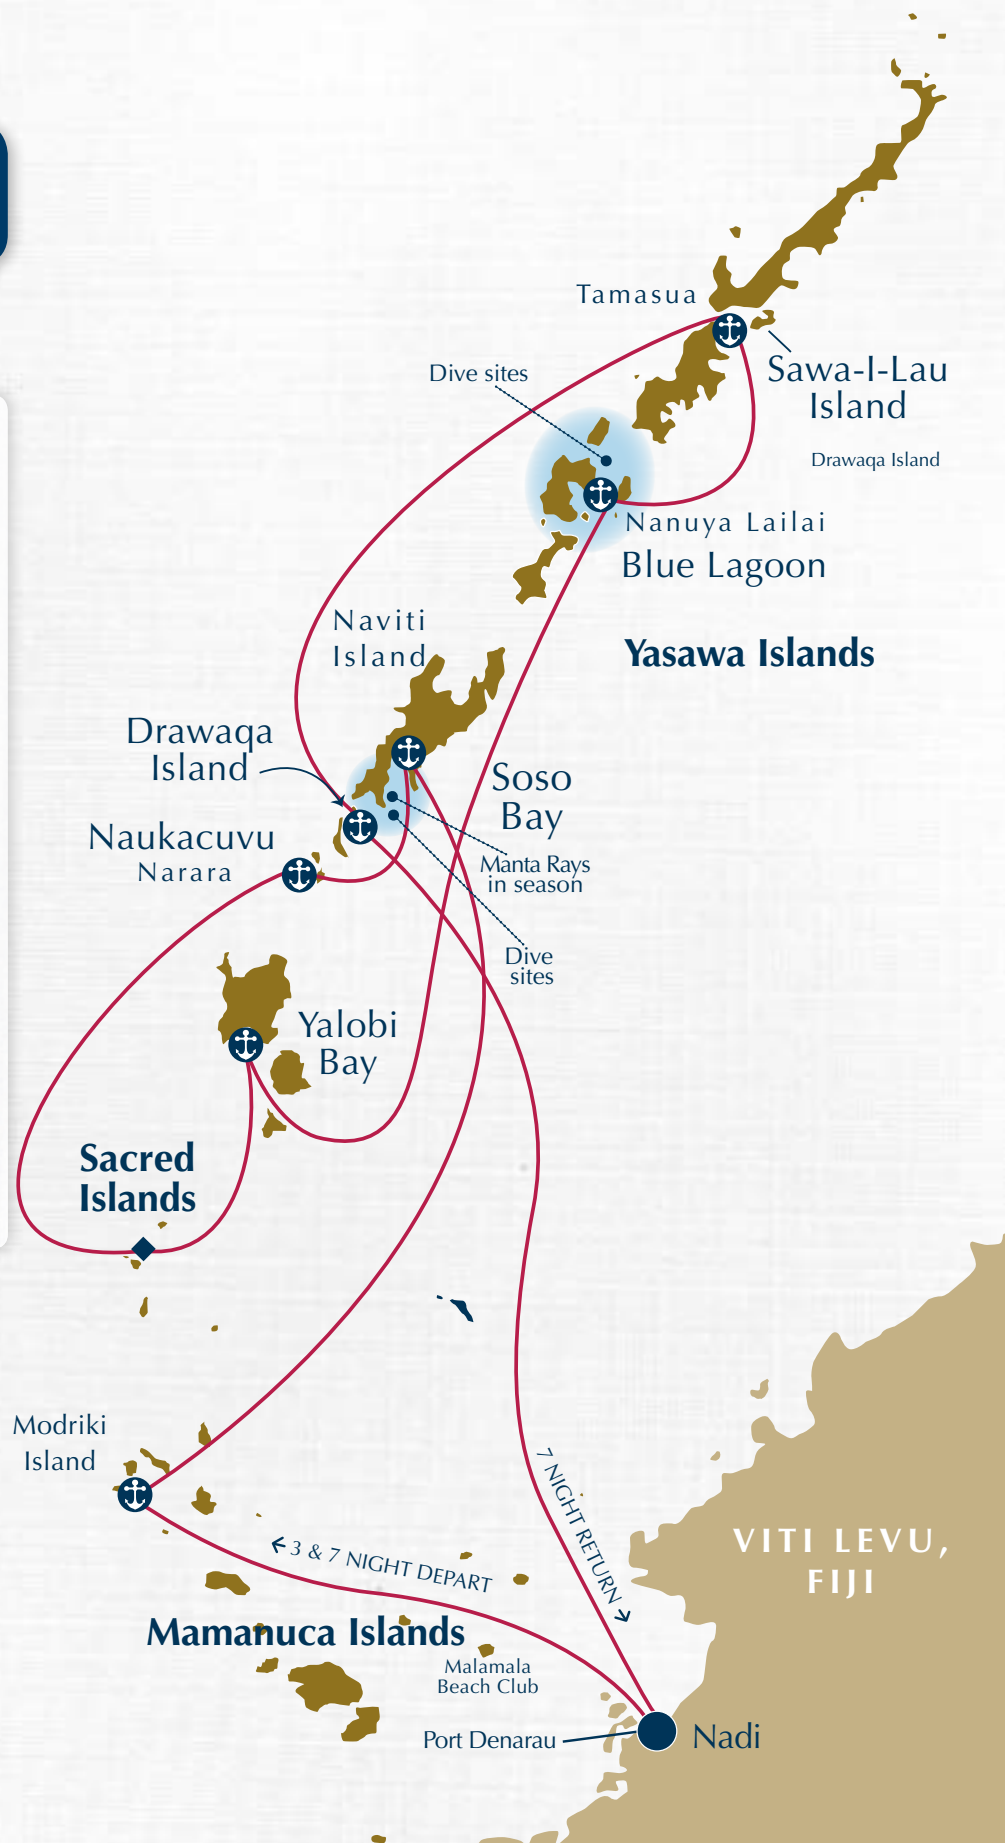 Tamasua
Dive sites
Sawa-I-Lau
Island
Drawaqa Island
Nanuya Lailai
Blue Lagoon
Naviti
Island
Yasawa Islands
Drawaqa
Island
Soso
Bay
Naukacuvu
Narara
Manta Rays
in season
Dive
sites
Yalobi
Bay
Sacred
Islands
Modriki
Island
7 NIGHT RETURN →
← 3 & 7 NIGHT DEPART
VITI LEVU,
FIJI
Mamanuca Islands
Malamala
Beach Club
Port Denarau
Nadi